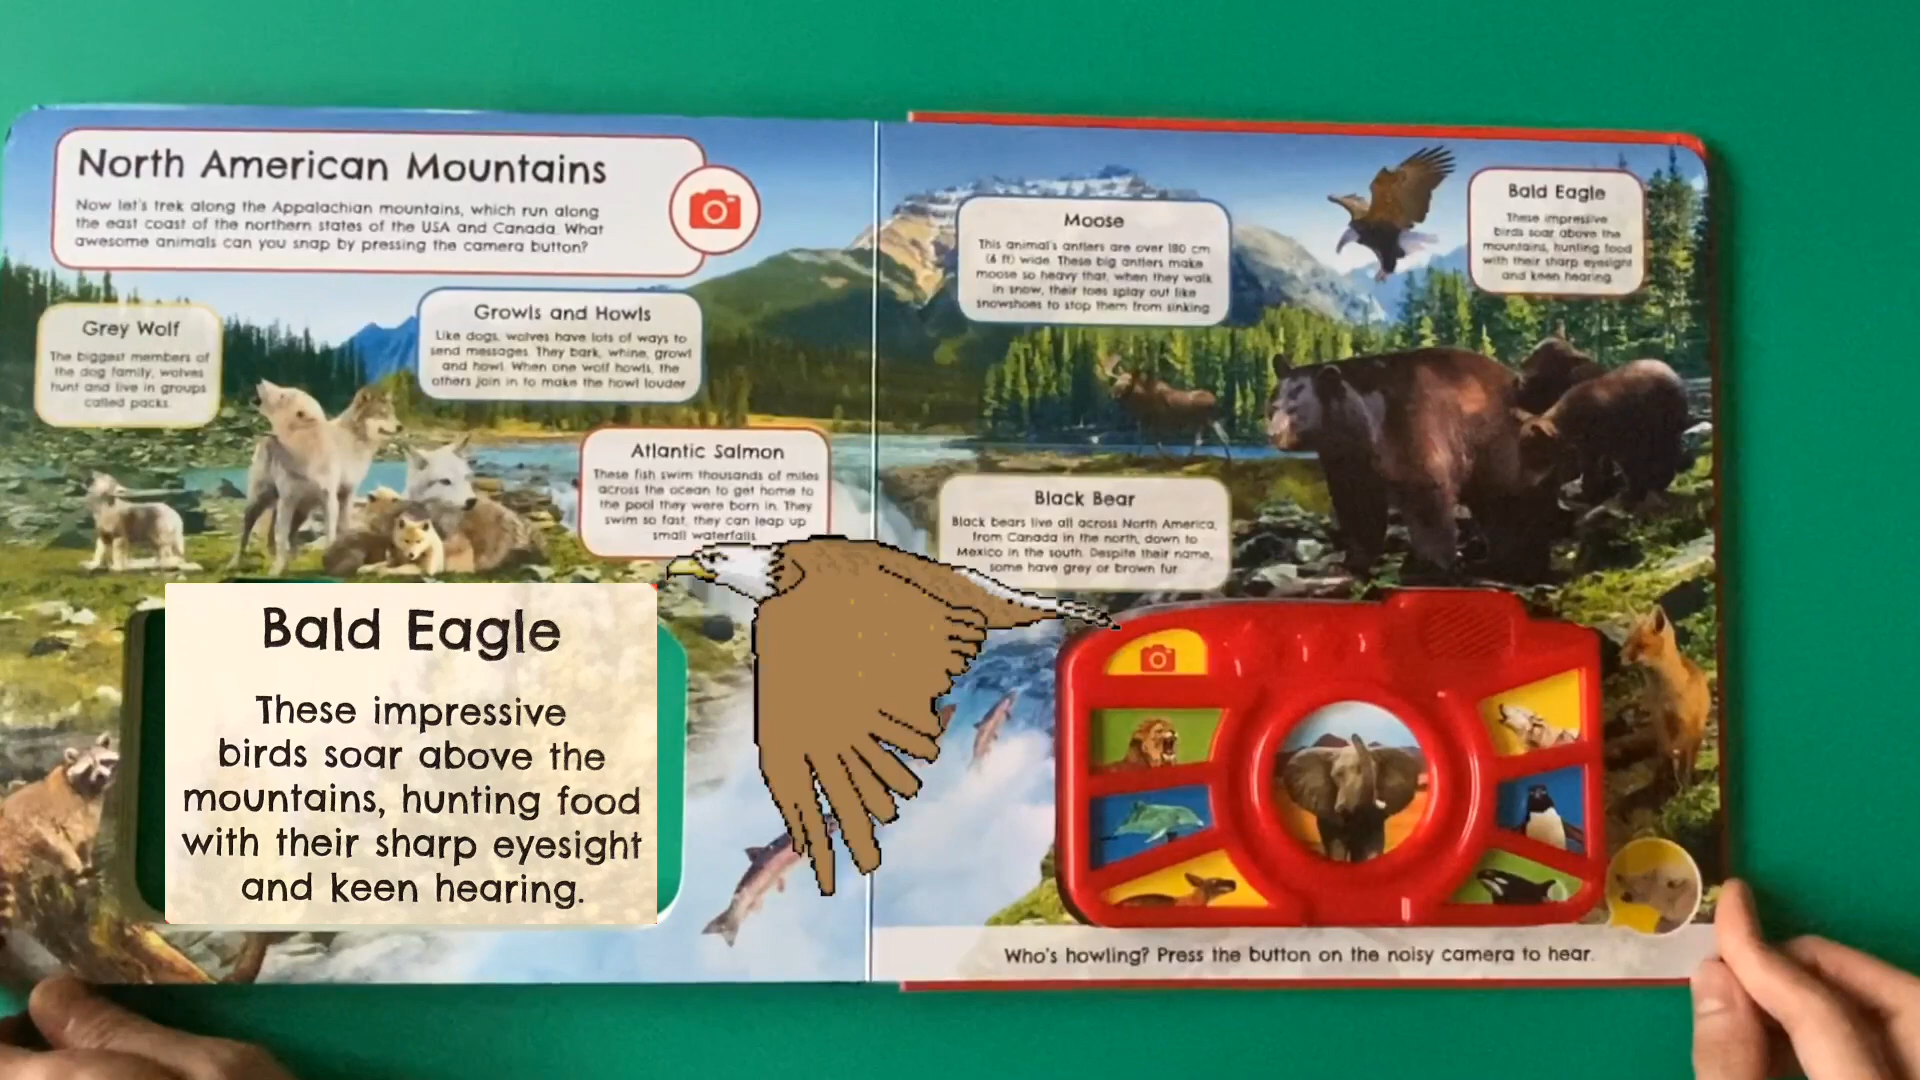 North American Mountains
Now let's trek along the Appalachian mountains, which run along
the east coast of the northern states of the USA and Canada. What
awesome animals can you snap by pressing the camera button?
Grey Wolf
The biggest members of
the dog family, wolves
hunt and live in groups
called packs.
Growls and Howls
Like dogs, wolves have lots of ways to
send messages. They bark, whine, growl
and howl. When one wolf howls, the
others join in to make the howl louder
Atlantic Salmon
These fish swim thousands of miles
across the ocean to get home to
the pool they were born in. They
swim so fast, they can leap up
small waterfalls.
Bald Eagle
These impressive
birds soar above the
mountains, hunting food
with their sharp eyesight
and keen hearing.
Moose
This animal's antlers are over 180 cm
(6 ft) wide. These big antlers make
moose so heavy that, when they walk
in snow, their toes splay out like
snowshoes to stop them from sinking
Bald Eagle
These impressive
birds soar above the
mountains, hunting food
with their sharp eyesight
and keen hearing.
Black Bear
Black bears live all across North America,
from Canada in the north, down to
Mexico in the south. Despite their name,
some have grey or brown fur.
Who's howling? Press the button on the noisy camera to hear.